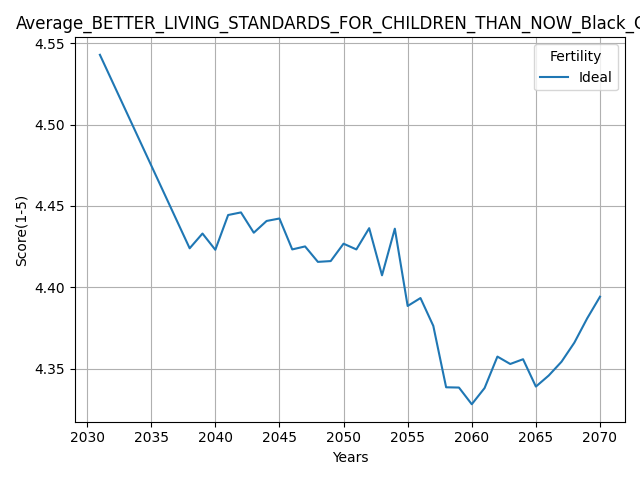 Average_BETTER_LIVING_STANDARDS_FOR_CHILDREN_THAN_NOW_Black_
Fertility
Ideal
Score(1-5)
4.55
4.50
4.45
4.40
4.35
2030 2035 2040 2045 2050 2055 2060 2065 2070
Years